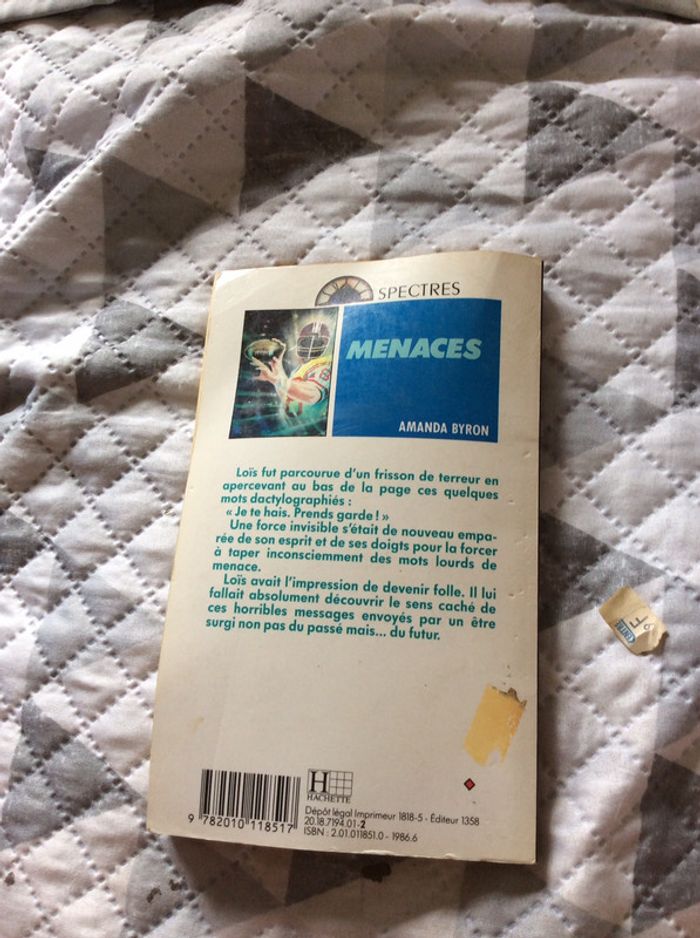 SPECTRES
MENACES
AMANDA BYRON
Loïs fut parcourue d'un frisson de terreur en
apercevant au bas de la page ces quelques
mots dactylographiés :
« Je te hais. Prends garde ! »
Une force invisible s'était de nouveau empa-
rée de son esprit et de ses doigts pour la forcer
à taper inconsciemment des mots lourds de
menace.
Loïs avait l'impression de devenir folle. Il lui
fallait absolument découvrir le sens caché de
ces horribles messages envoyés par un être
surgi non pas du passé mais... du futur.
H
HACHETTE
Dépôt légal Imprimeur 1818-5 - Éditeur 1358
20.18.7194.01-2
ISBN : 2.01.011851.0 - 1986.6
9 782010 118517